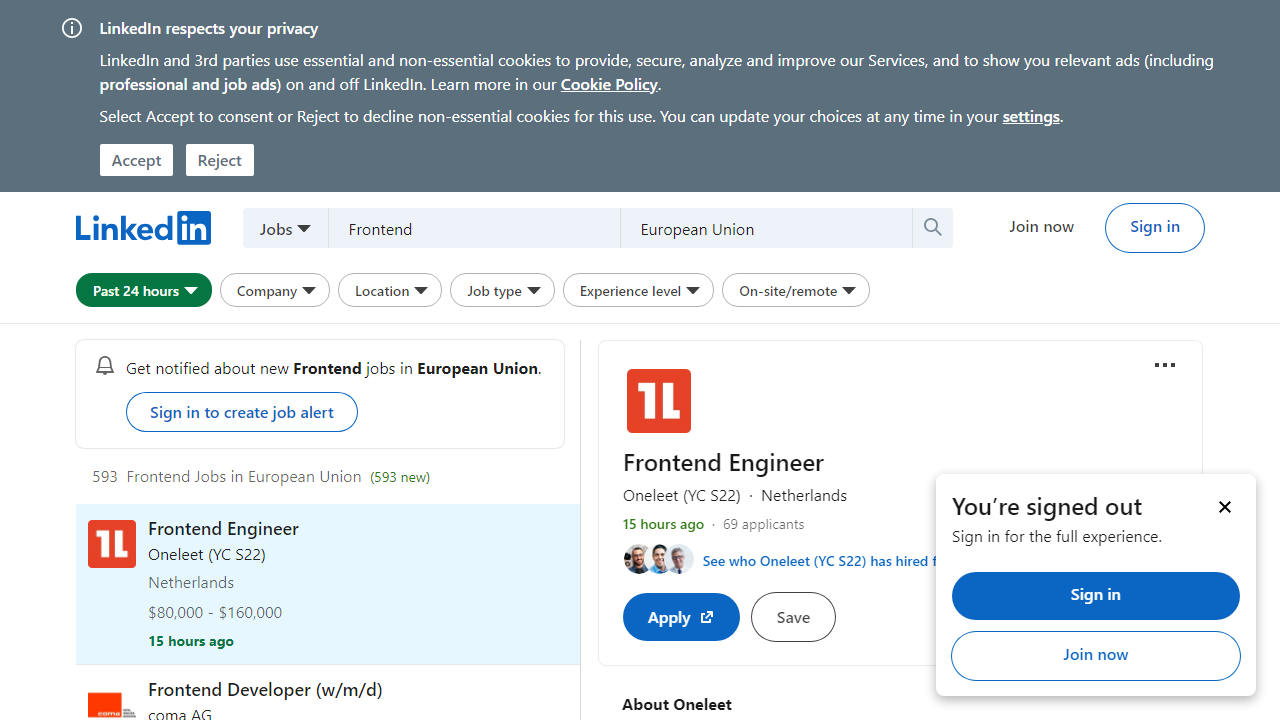 LinkedIn respects your privacy
LinkedIn and 3rd parties use essential and non-essential cookies to provide, secure, analyze and improve our Services, and to show you relevant ads (including
professional and job ads) on and off LinkedIn. Learn more in our Cookie Policy.
Select Accept to consent or Reject to decline non-essential cookies for this use. You can update your choices at any time in your settings.
Accept Reject
Linkedin Jobs Frontend European Union Join now Sign in
Past 24 hours Company Location Job type Experience level On-site/remote
Get notified about new Frontend jobs in European Union.
Sign in to create job alert
593 Frontend Jobs in European Union (593 new)
Frontend Engineer
Oneleet (YC S22)
Netherlands
$80,000 - $160,000
15 hours ago
Frontend Developer (w/m/d)
coma AG
coma
1L
Frontend Engineer
Oneleet (YC S22) · Netherlands
15 hours ago · 69 applicants
See who Oneleet (YC S22) has hired f
Apply Save
About Oneleet
You’re signed out
Sign in for the full experience.
Sign in
Join now